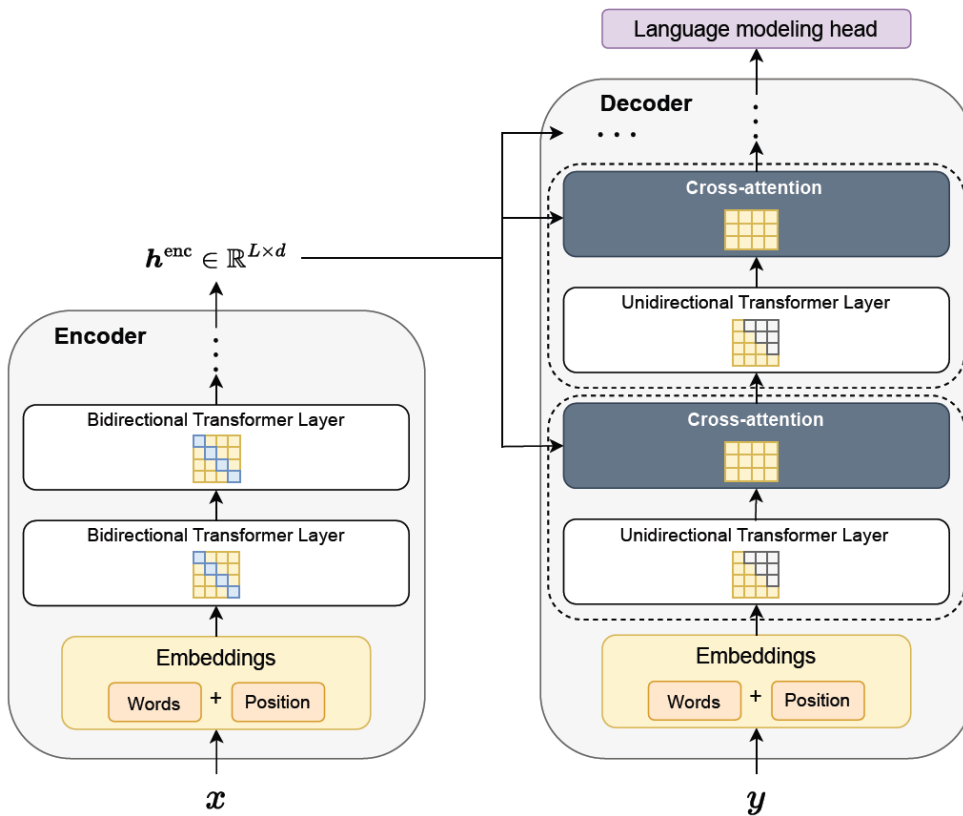 Language modeling head
Decoder
. . .
Cross-attention
𝒉^enc ∈ ℝ^{L×d}
Unidirectional Transformer Layer
Encoder
Cross-attention
Bidirectional Transformer Layer
Unidirectional Transformer Layer
Bidirectional Transformer Layer
Embeddings
Words + Position
Embeddings
Words + Position
x
y